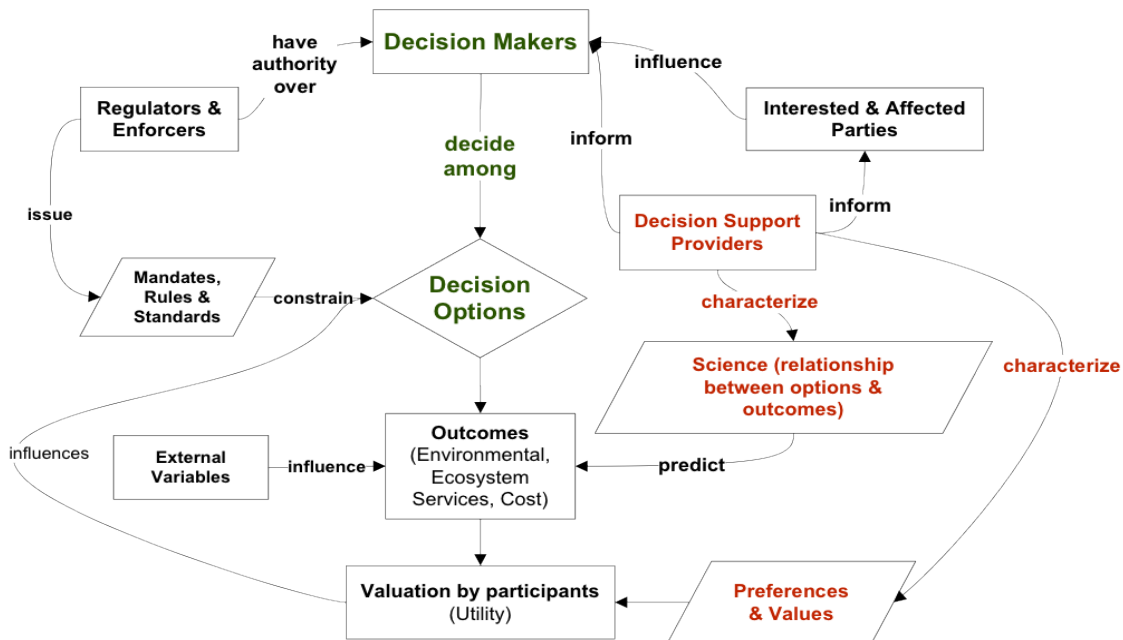 Decision Makers
have
authority
over
influence
Regulators &
Enforcers
Interested & Affected
Parties
decide
among
inform
issue
inform
Decision Support
Providers
Mandates,
Rules &
Standards
constrain
Decision
Options
characterize
Science (relationship
between options &
outcomes)
characterize
influences
External
Variables
influence
Outcomes
(Environmental,
Ecosystem
Services, Cost)
predict
Valuation by participants
(Utility)
Preferences
& Values